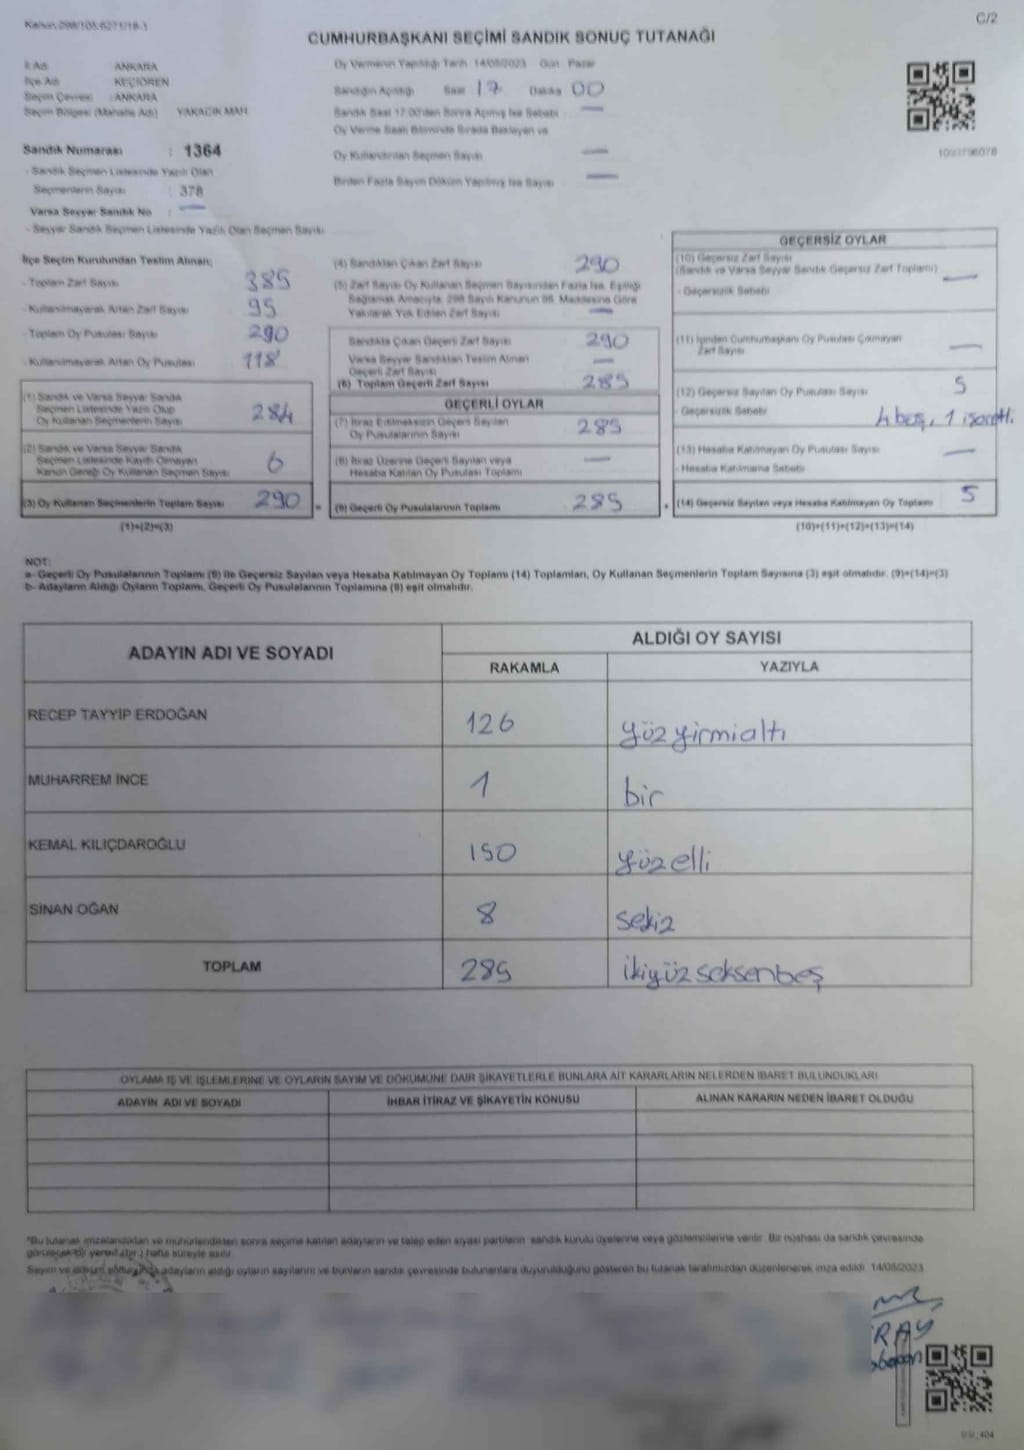 Kanun 298/105,6271/18-1
C/2
CUMHURBAŞKANI SEÇİMİ SANDIK SONUÇ TUTANAĞI
İl Adı ANKARA
İlçe Adı KEÇİÖREN
Seçim Çevresi : ANKARA
Seçim Bölgesi (Mahalle Adı) YAKACIK MAH.
Sandık Numarası : 1364
- Sandık Seçmen Listesinde Yazılı Olan
Seçmenlerin Sayısı : 378
Varsa Seyyar Sandık No : —
- Seyyar Sandık Seçmen Listesinde Yazılı Olan Seçmen Sayısı
Oy Vermenin Yapıldığı Tarih 14/05/2023 Gün Pazar
Sandığın Açıldığı Saat 17 Dakika 00
Sandık Saat 17.00'den Sonra Açılmış İse Sebebi —
Oy Verme Saati Bitiminde Sırada Bekleyen ve
Oy Kullandırılan Seçmen Sayısı —
Birden Fazla Sayım Döküm Yapılmış İse Sayısı —
1093796078
İlçe Seçim Kurulundan Teslim Alınan;
- Toplam Zarf Sayısı 385
- Kullanılmayarak Artan Zarf Sayısı 95
- Toplam Oy Pusulası Sayısı 290
- Kullanılmayarak Artan Oy Pusulası 118
(1) Sandık ve Varsa Seyyar Sandık
Seçmen Listesinde Yazılı Olup
Oy Kullanan Seçmenlerin Sayısı 284
(2) Sandık ve Varsa Seyyar Sandık
Seçmen Listesinde Kayıtlı Olmayan
Kanun Gereği Oy Kullanan Seçmen Sayısı 6
(3) Oy Kullanan Seçmenlerin Toplam Sayısı 290
(1)+(2)=(3)
(4) Sandıktan Çıkan Zarf Sayısı 290
(5) Zarf Sayısı Oy Kullanan Seçmen Sayısından Fazla İse, Eşitliği
Sağlamak Amacıyla, 298 Sayılı Kanunun 98. Maddesine Göre
Yakılarak Yok Edilen Zarf Sayısı —
Sandıkta Çıkan Geçerli Zarf Sayısı 290
Varsa Seyyar Sandıktan Teslim Alınan
Geçerli Zarf Sayısı —
(6) Toplam Geçerli Zarf Sayısı 285
GEÇERLİ OYLAR
(7) İtiraz Edilmeksizin Geçerli Sayılan
Oy Pusulalarının Sayısı 285
(8) İtiraz Üzerine Geçerli Sayılan veya
Hesaba Katılan Oy Pusulası Toplamı —
= (9) Geçerli Oy Pusulalarının Toplamı 285
GEÇERSİZ OYLAR
(10) Geçersiz Zarf Sayısı
(Sandık ve Varsa Seyyar Sandık Geçersiz Zarf Toplamı) —
- Geçersizlik Sebebi
(11) İçinden Cumhurbaşkanı Oy Pusulası Çıkmayan
Zarf Sayısı —
(12) Geçersiz Sayılan Oy Pusulası Sayısı 5
- Geçersizlik Sebebi 4 boş, 1 işaretli.
(13) Hesaba Katılmayan Oy Pusulası Sayısı —
- Hesaba Katılmama Sebebi
+ (14) Geçersiz Sayılan veya Hesaba Katılmayan Oy Toplamı 5
(10)+(11)+(12)+(13)=(14)
NOT:
a- Geçerli Oy Pusulalarının Toplamı (9) ile Geçersiz Sayılan veya Hesaba Katılmayan Oy Toplamı (14) Toplamları, Oy Kullanan Seçmenlerin Toplam Sayısına (3) eşit olmalıdır. (9)+(14)=(3)
b- Adayların Aldığı Oyların Toplamı, Geçerli Oy Pusulalarının Toplamına (9) eşit olmalıdır.
ADAYIN ADI VE SOYADI ALDIĞI OY SAYISI
RAKAMLA YAZIYLA
RECEP TAYYİP ERDOĞAN 126 yüzyirmialtı
MUHARREM İNCE 1 bir
KEMAL KILIÇDAROĞLU 150 yüzelli
SİNAN OĞAN 8 sekiz
TOPLAM 285 ikiyüzseksenbeş
OYLAMA İŞ VE İŞLEMLERİNE VE OYLARIN SAYIM VE DÖKÜMÜNE DAİR ŞİKAYETLERLE BUNLARA AİT KARARLARIN NELERDEN İBARET BULUNDUKLARI
ADAYIN ADI VE SOYADI İHBAR İTİRAZ VE ŞİKAYETİN KONUSU ALINAN KARARIN NEDEN İBARET OLDUĞU
*Bu tutanak imzalandıktan ve mühürlendikten sonra seçime katılan adayların ve talep eden siyasi partilerin sandık kurulu üyelerine veya gözlemcilerine verilir. Bir nüshası da sandık çevresinde
görülecek bir yere ( bir ) hafta süreyle asılır.
Sayım ve döküm sonucunda adayların aldığı oyların sayılarını ve bunların sandık çevresinde bulunanlara duyurulduğunu gösteren bu tutanak tarafımızdan düzenlenerek imza edildi. 14/05/2023
RAY